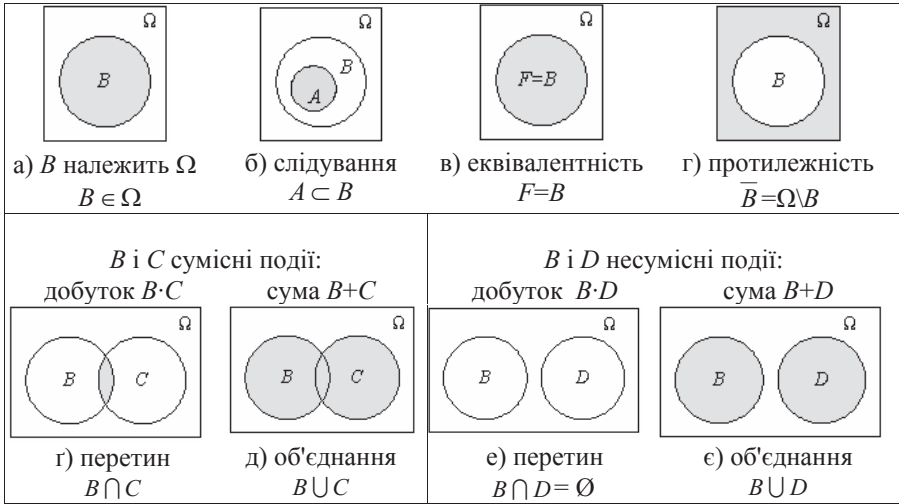 Ω Ω Ω Ω
B B A F=B B
а) B належить Ω б) слідування в) еквівалентність г) протилежність
B ∈ Ω A ⊂ B F=B B̅ =Ω\B
B і C сумісні події: B і D несумісні події:
добуток B·C сума B+C добуток B·D сума B+D
Ω Ω Ω Ω
B C B C B D B D
ґ) перетин д) об'єднання е) перетин є) об'єднання
B⋂C B⋃C B⋂D = Ø B⋃D